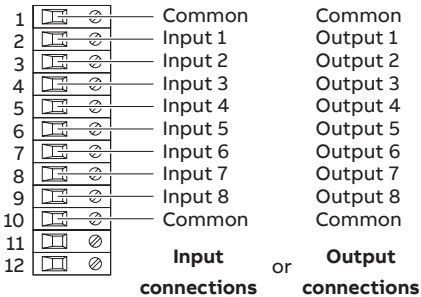 1 Common Common
2 Input 1 Output 1
3 Input 2 Output 2
4 Input 3 Output 3
5 Input 4 Output 4
6 Input 5 Output 5
7 Input 6 Output 6
8 Input 7 Output 7
9 Input 8 Output 8
10 Common Common
11
12
Input or Output
connections connections